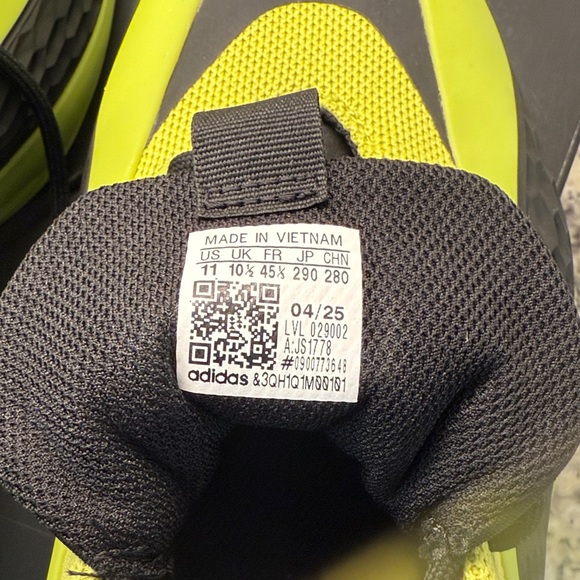 MADE IN VIETNAM
US UK FR JP CHN
11 10½ 45⅓ 290 280
04/25
LVL 029002
A:JS1778
#0900773648
adidas &3QH1Q1M00101